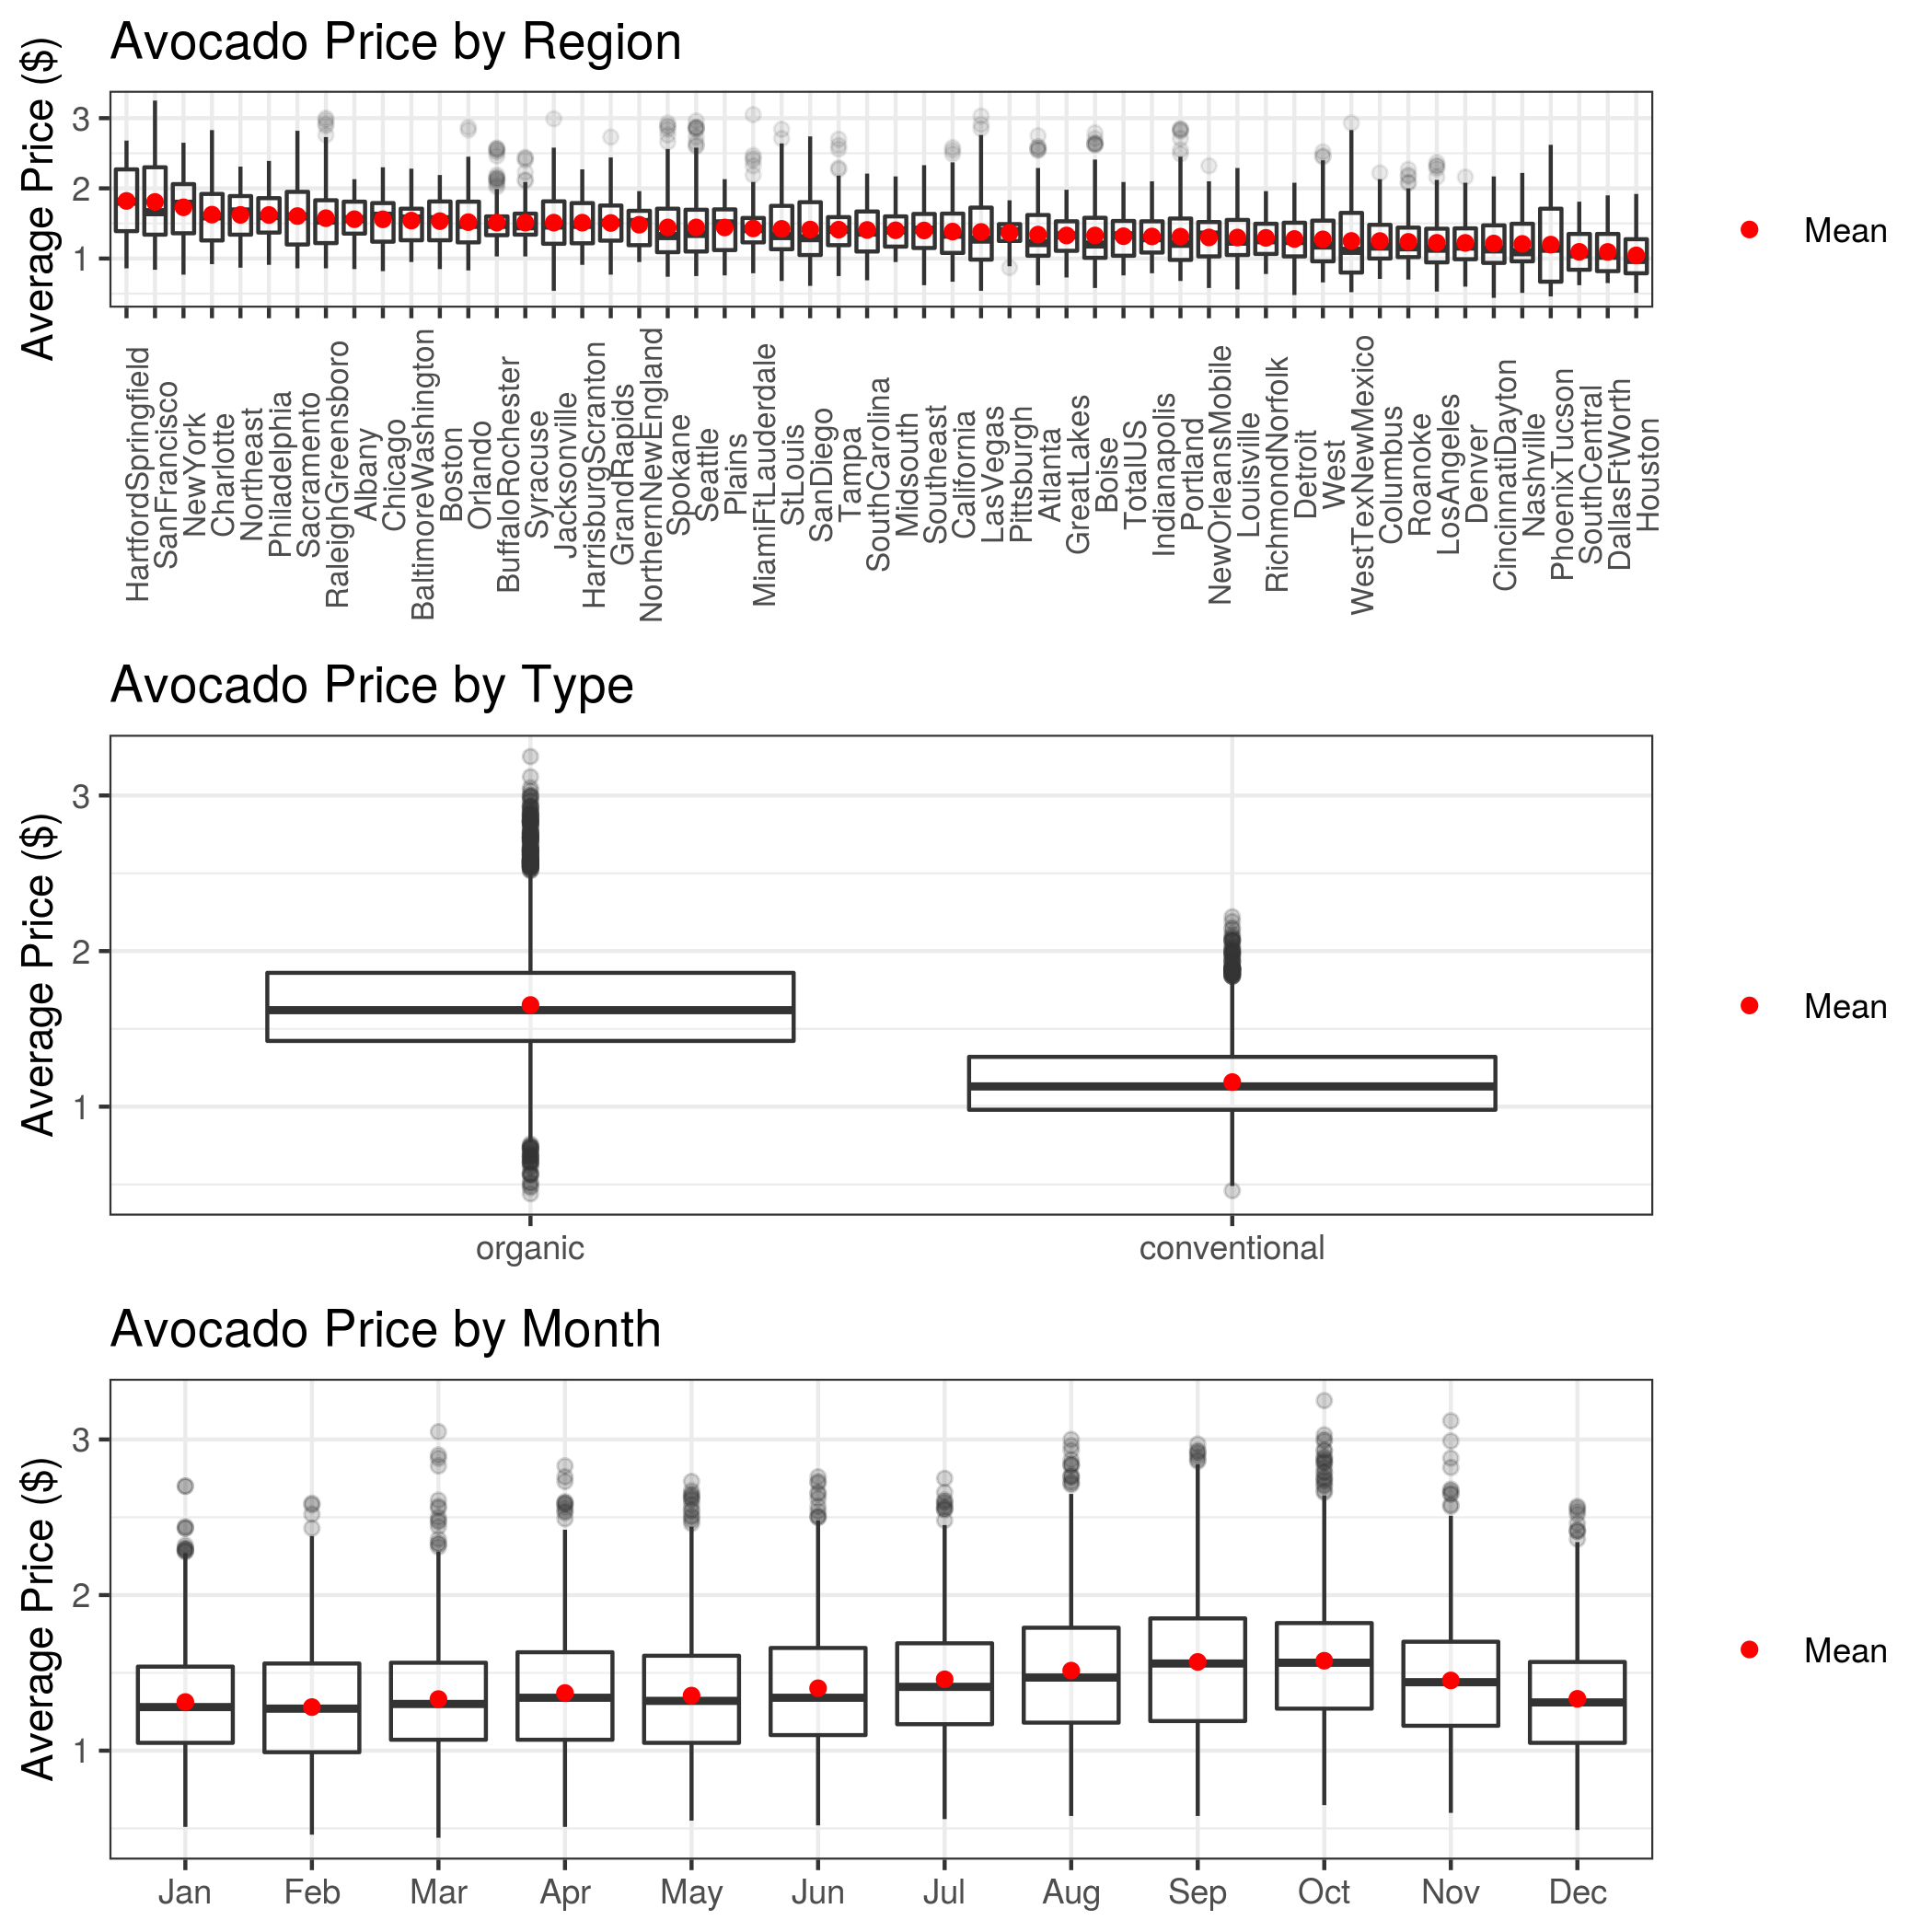 Avocado Price by Region
Average Price ($)
3
2
1
HartfordSpringfield
SanFrancisco
NewYork
Charlotte
Northeast
Philadelphia
Sacramento
RaleighGreensboro
Albany
Chicago
BaltimoreWashington
Boston
Orlando
BuffaloRochester
Syracuse
Jacksonville
HarrisburgScranton
GrandRapids
NorthernNewEngland
Spokane
Seattle
Plains
MiamiFtLauderdale
StLouis
SanDiego
Tampa
SouthCarolina
Midsouth
Southeast
California
LasVegas
Pittsburgh
Atlanta
GreatLakes
Boise
TotalUS
Indianapolis
Portland
NewOrleansMobile
Louisville
RichmondNorfolk
Detroit
West
WestTexNewMexico
Columbus
Roanoke
LosAngeles
Denver
CincinnatiDayton
Nashville
PhoenixTucson
SouthCentral
DallasFtWorth
Houston
Mean
Avocado Price by Type
Average Price ($)
3
2
1
organic
conventional
Mean
Avocado Price by Month
Average Price ($)
3
2
1
Jan
Feb
Mar
Apr
May
Jun
Jul
Aug
Sep
Oct
Nov
Dec
Mean